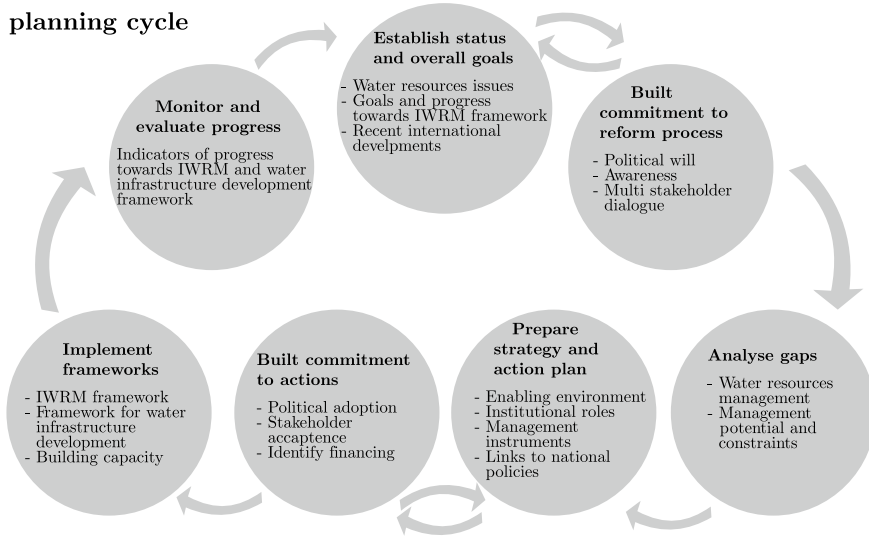 planning cycle
Establish status
and overall goals
- Water resources issues
- Goals and progress
towards IWRM framework
- Recent international
develpments
Built
commitment to
reform process
- Political will
- Awareness
- Multi stakeholder
dialogue
Analyse gaps
- Water resources
management
- Management
potential and
constraints
Prepare
strategy and
action plan
- Enabling environment
- Institutional roles
- Management
instruments
- Links to national
policies
Built commitment
to actions
- Political adoption
- Stakeholder
accaptence
- Identify financing
Implement
frameworks
- IWRM framework
- Framework for water
infrastructure
development
- Building capacity
Monitor and
evaluate progress
Indicators of progress
towards IWRM and water
infrastructure development
framework